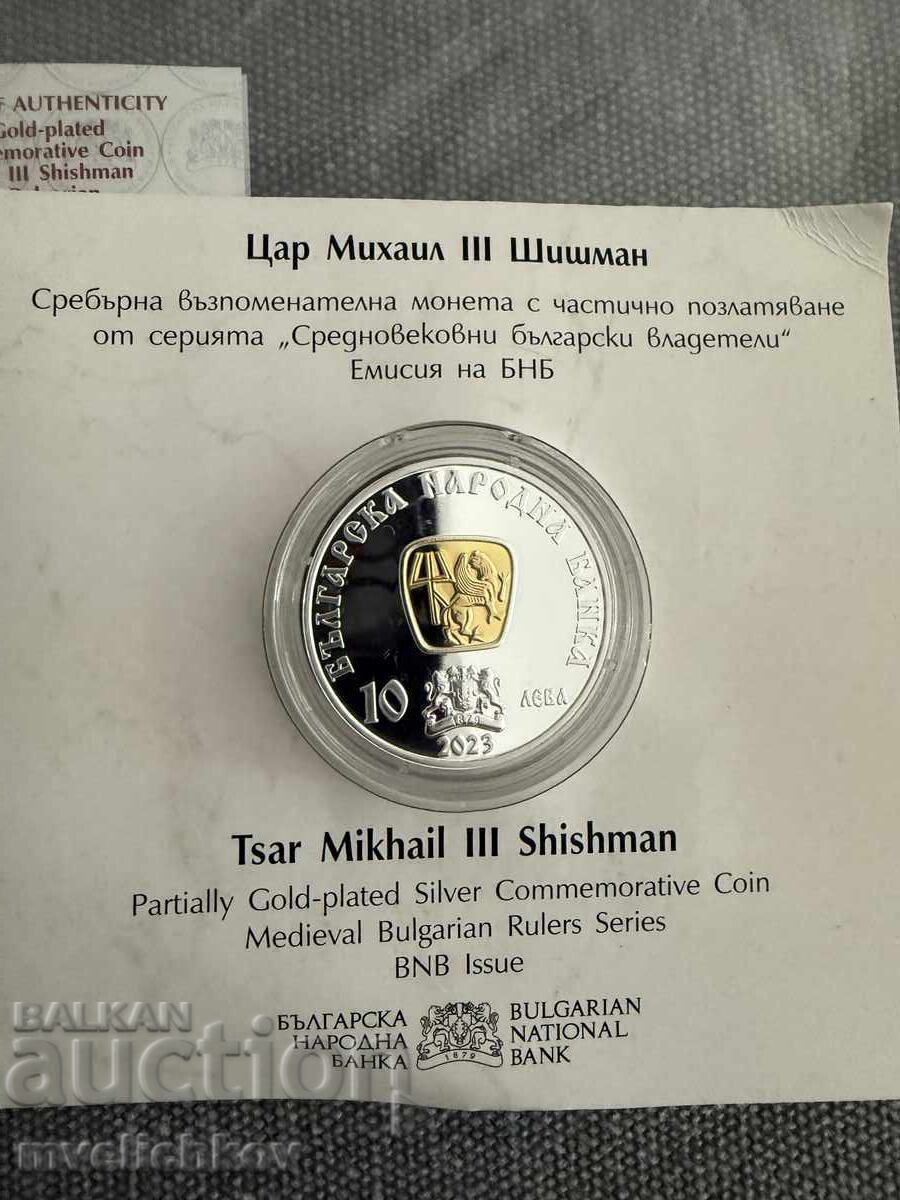 AUTHENTICITY
Gold-plated
Coin
III Shishman
Цар Михаил III Шишман
Сребърна възпоменателна монета с частично позлатяване
от серията „Средновековни български владетели“
Емисия на БНБ
БЪЛГАРСКА НАРОДНА БАНКА
10
ЛЕВА
1879
2023
Tsar Mikhail III Shishman
Partially Gold-plated Silver Commemorative Coin
Medieval Bulgarian Rulers Series
BNB Issue
БЪЛГАРСКА
НАРОДНА
БАНКА
1879
BULGARIAN
NATIONAL
BANK
BALKAN
auction
mvelichkov